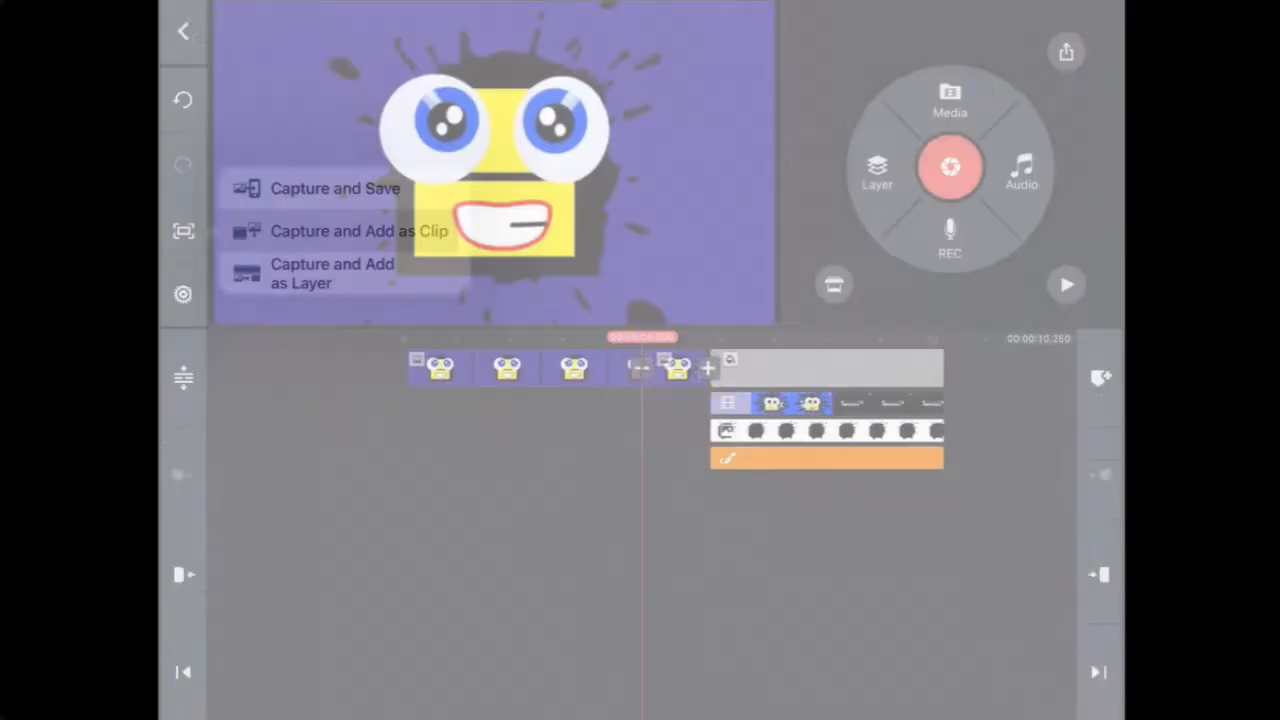 Media
Layer
Audio
REC
Capture and Save
Capture and Add as Clip
Capture and Add
as Layer
00:00:10.250